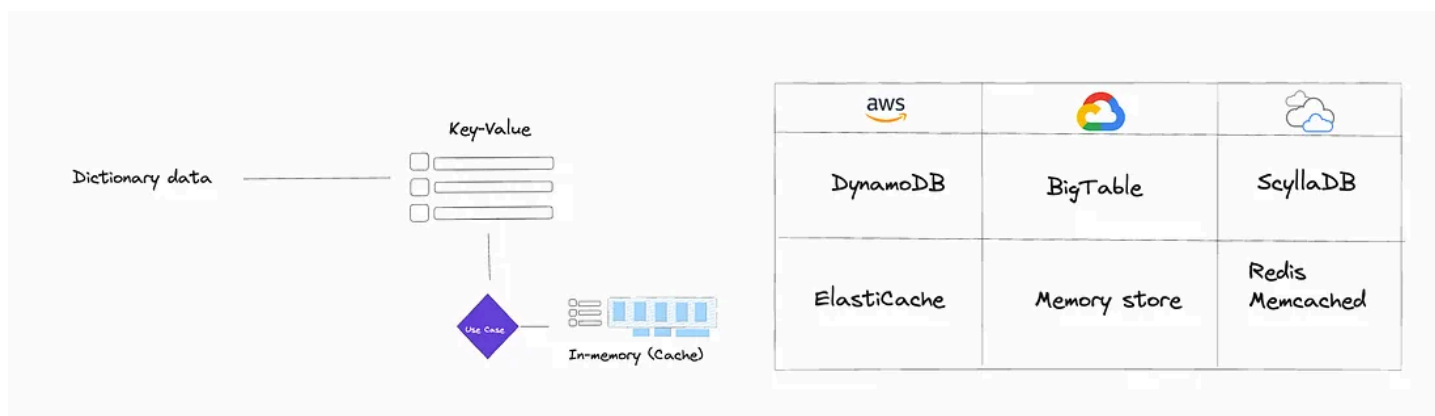 Dictionary data
Key-Value
Use Case
In-memory (Cache)
aws
DynamoDB
BigTable
ScyllaDB
ElastiCache
Memory store
Redis
Memcached